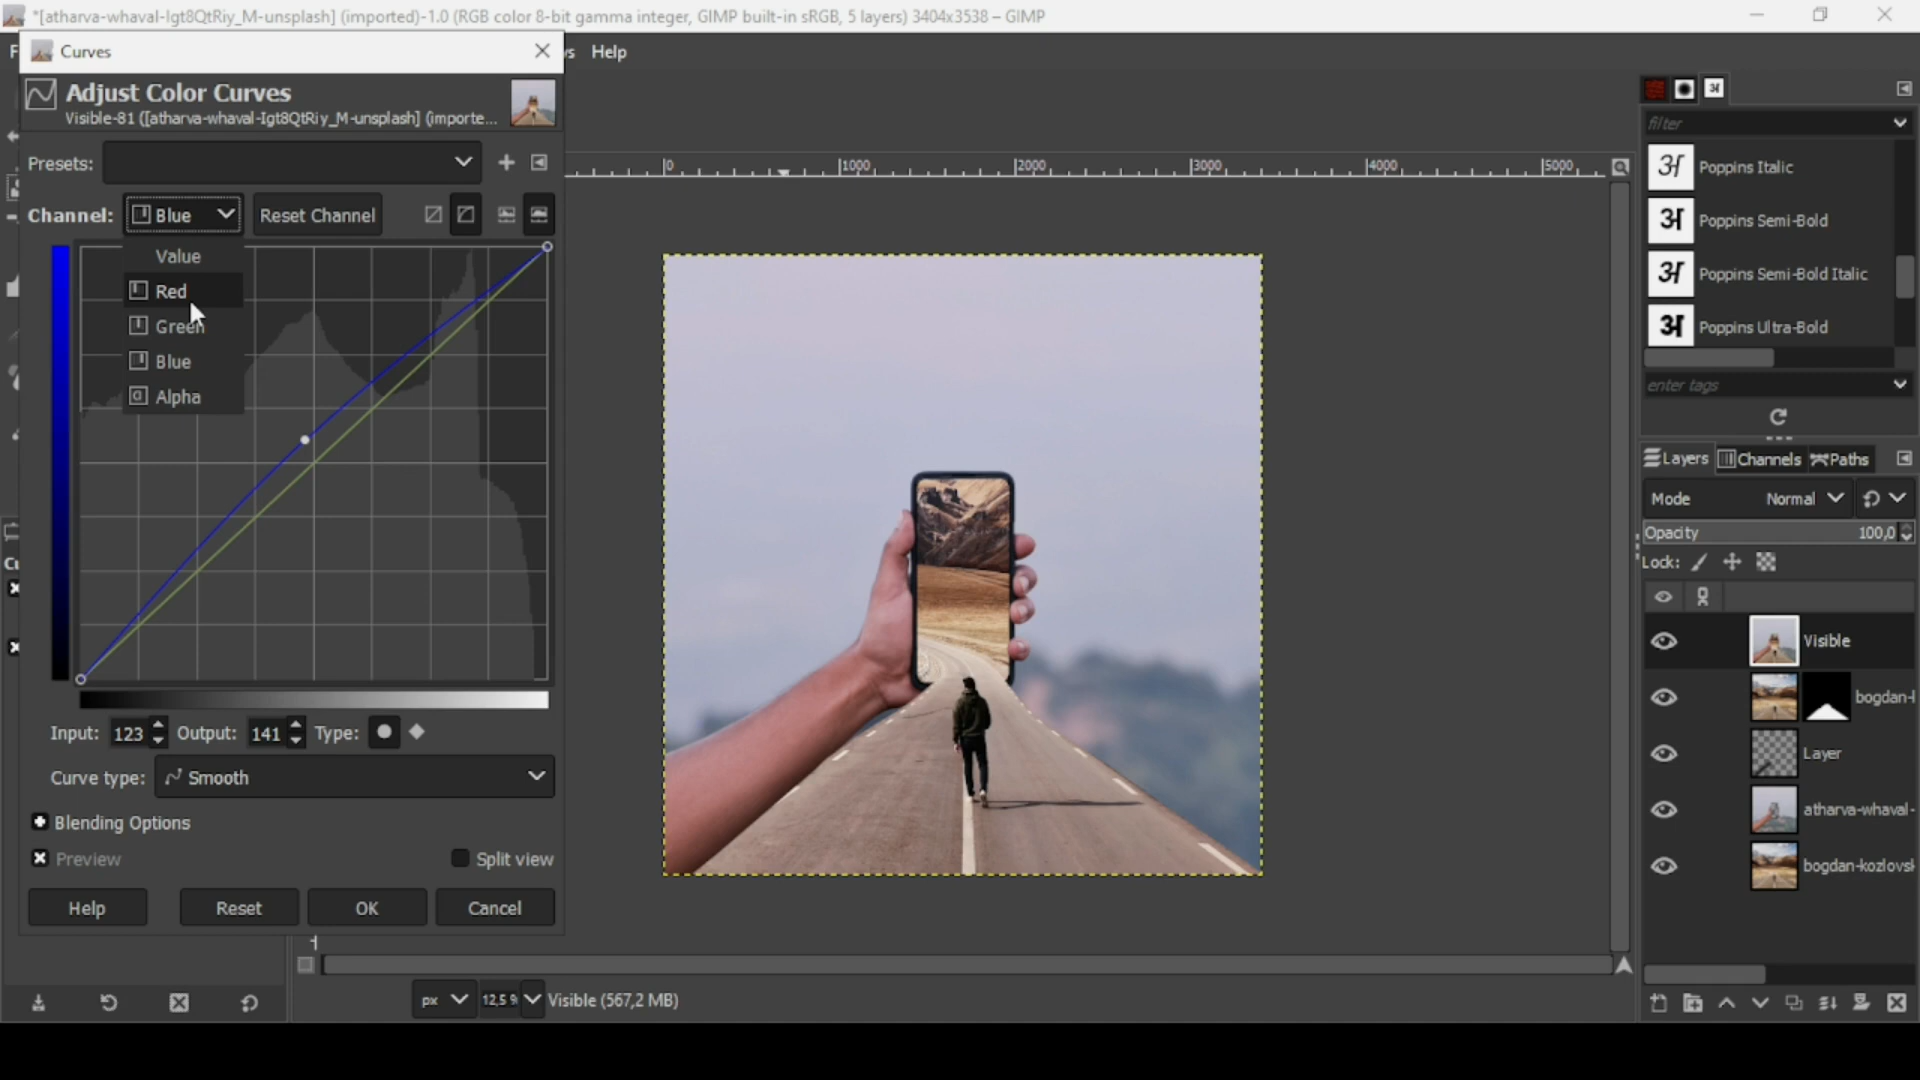 *[atharva-whaval-Igt8QtRiy_M-unsplash] (imported)-1.0 (RGB color 8-bit gamma integer, GIMP built-in sRGB, 5 layers) 3404x3538 – GIMP
Curves
Help
Adjust Color Curves
Visible-81 ([atharva-whaval-Igt8QtRiy_M-unsplash] (importe...
Presets:
Channel: Blue Reset Channel
Value
Red
Green
Blue
Alpha
Input: 123 Output: 141 Type:
Curve type: Smooth
Blending Options
Preview
Split view
Help Reset OK Cancel
0 1000 2000 3000 4000 5000
px 12,5 % Visible (567,2 MB)
filter
Poppins Italic
Poppins Semi-Bold
Poppins Semi-Bold Italic
Poppins Ultra-Bold
enter tags
Layers Channels Paths
Mode Normal
Opacity 100,0
Lock:
Visible
bogdan-
Layer
atharva-whaval-
bogdan-kozlovs